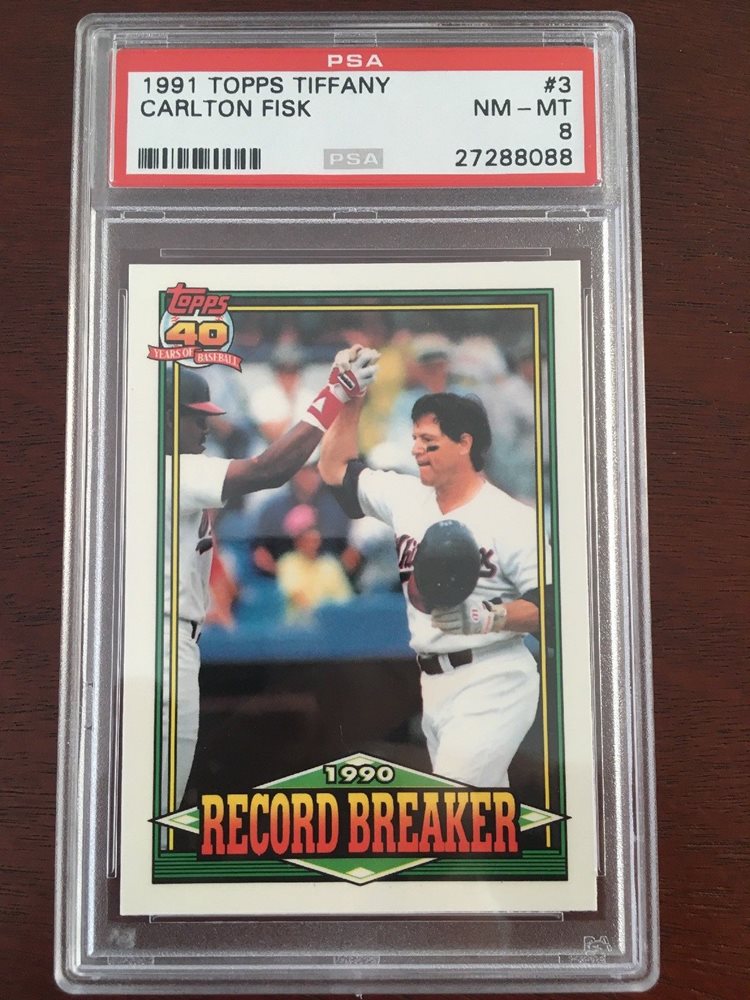 PSA
1991 TOPPS TIFFANY #3
CARLTON FISK NM - MT
8
PSA 27288088
Topps
40
YEARS OF BASEBALL
1990
RECORD BREAKER